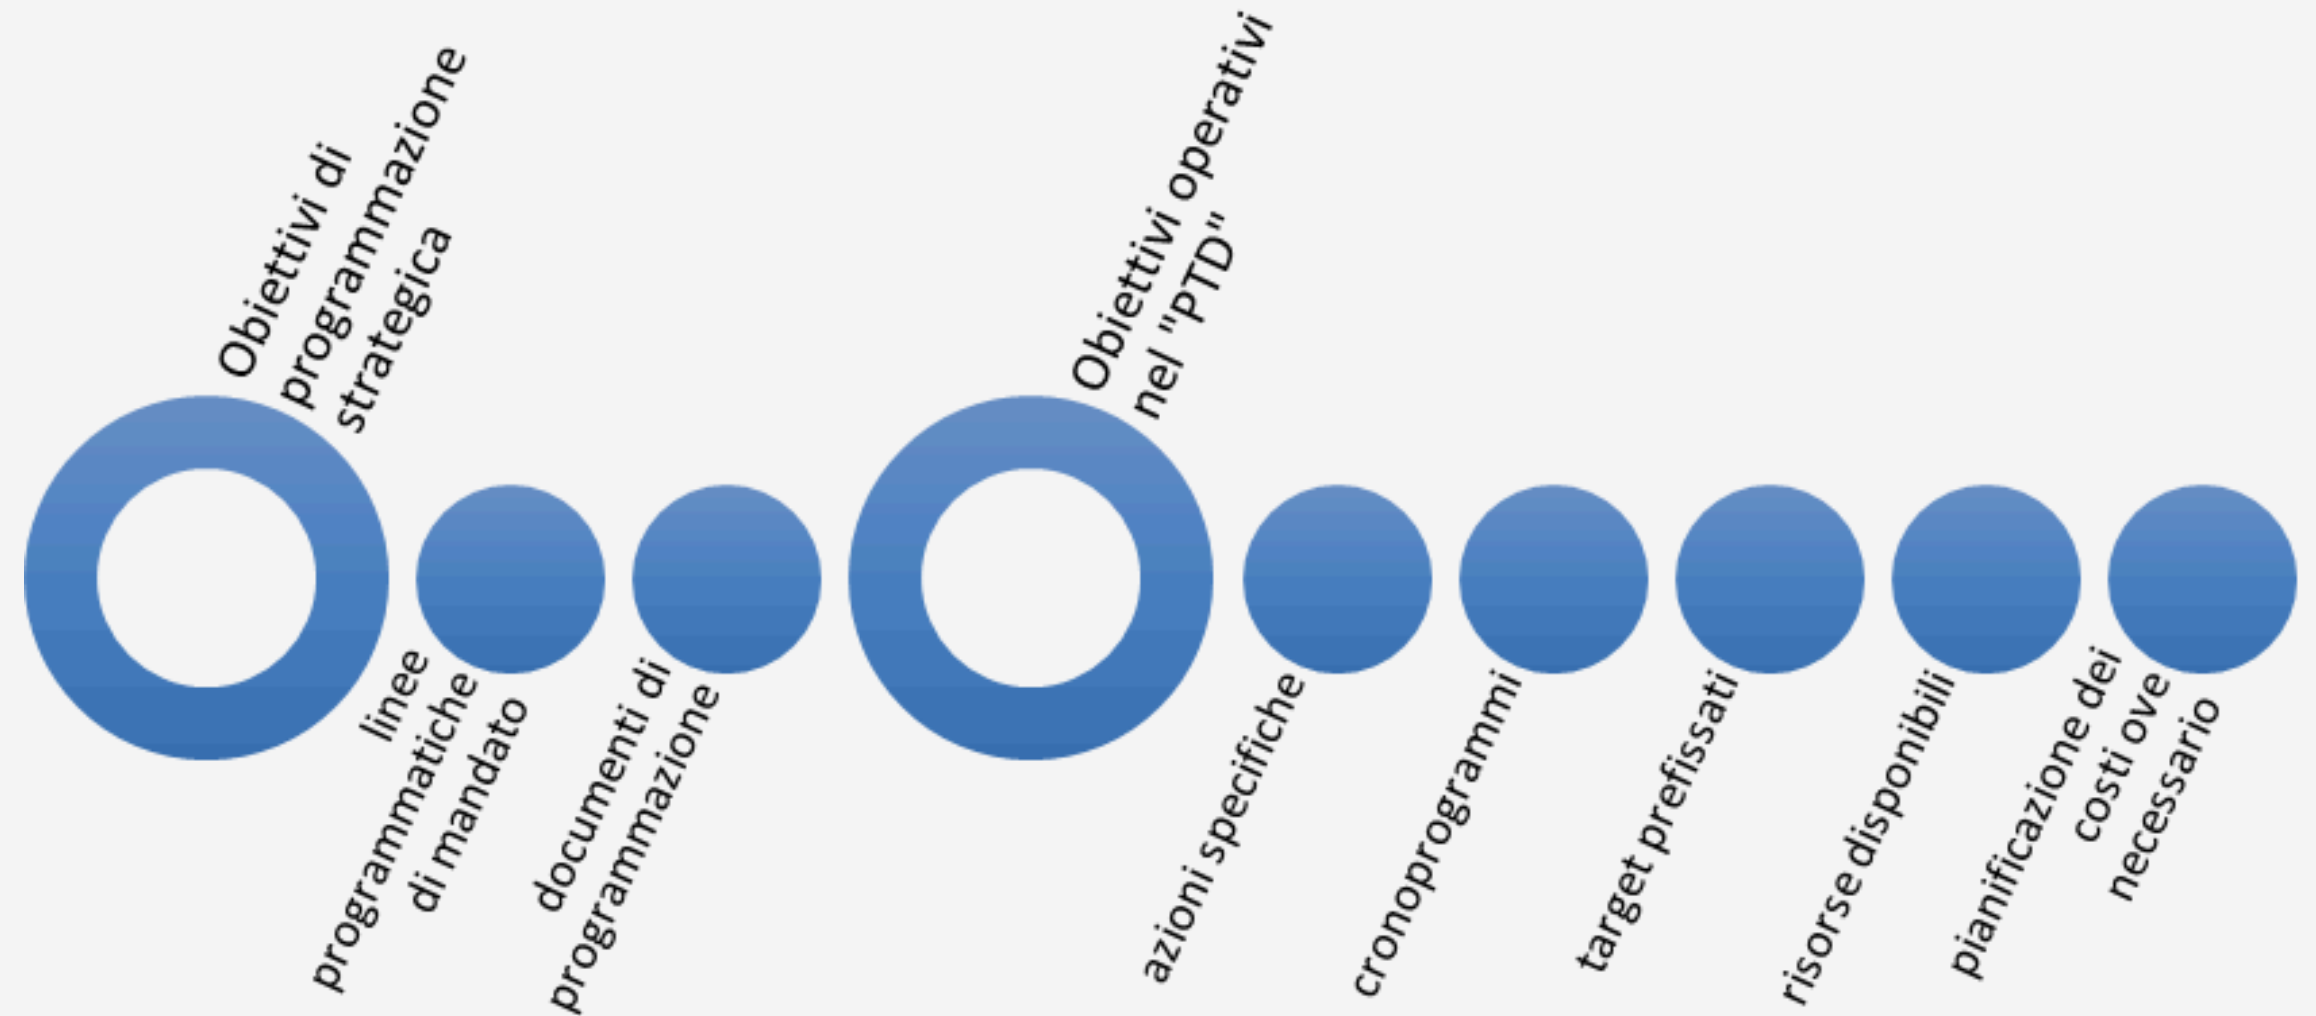 Obiettivi di
programmazione
strategica
linee
programmatiche
di mandato
documenti di
programmazione
Obiettivi operativi
nel "PTD"
azioni specifiche
cronoprogrammi
target prefissati
risorse disponibili
pianificazione dei
costi ove
necessario